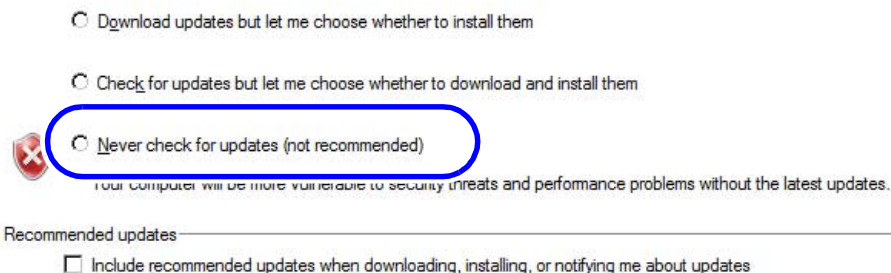 Download updates but let me choose whether to install them
Check for updates but let me choose whether to download and install them
Never check for updates (not recommended)
Your computer will be more vulnerable to security threats and performance problems without the latest updates.
Recommended updates
Include recommended updates when downloading, installing, or notifying me about updates